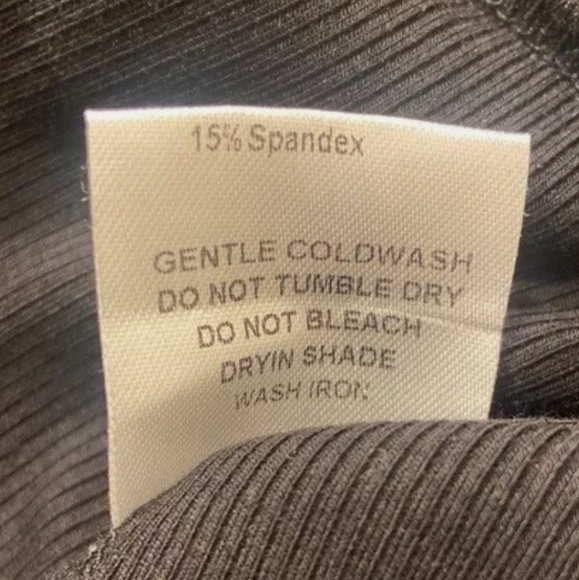 15% Spandex
GENTLE COLDWASH
DO NOT TUMBLE DRY
DO NOT BLEACH
DRYIN SHADE
WASH IRON